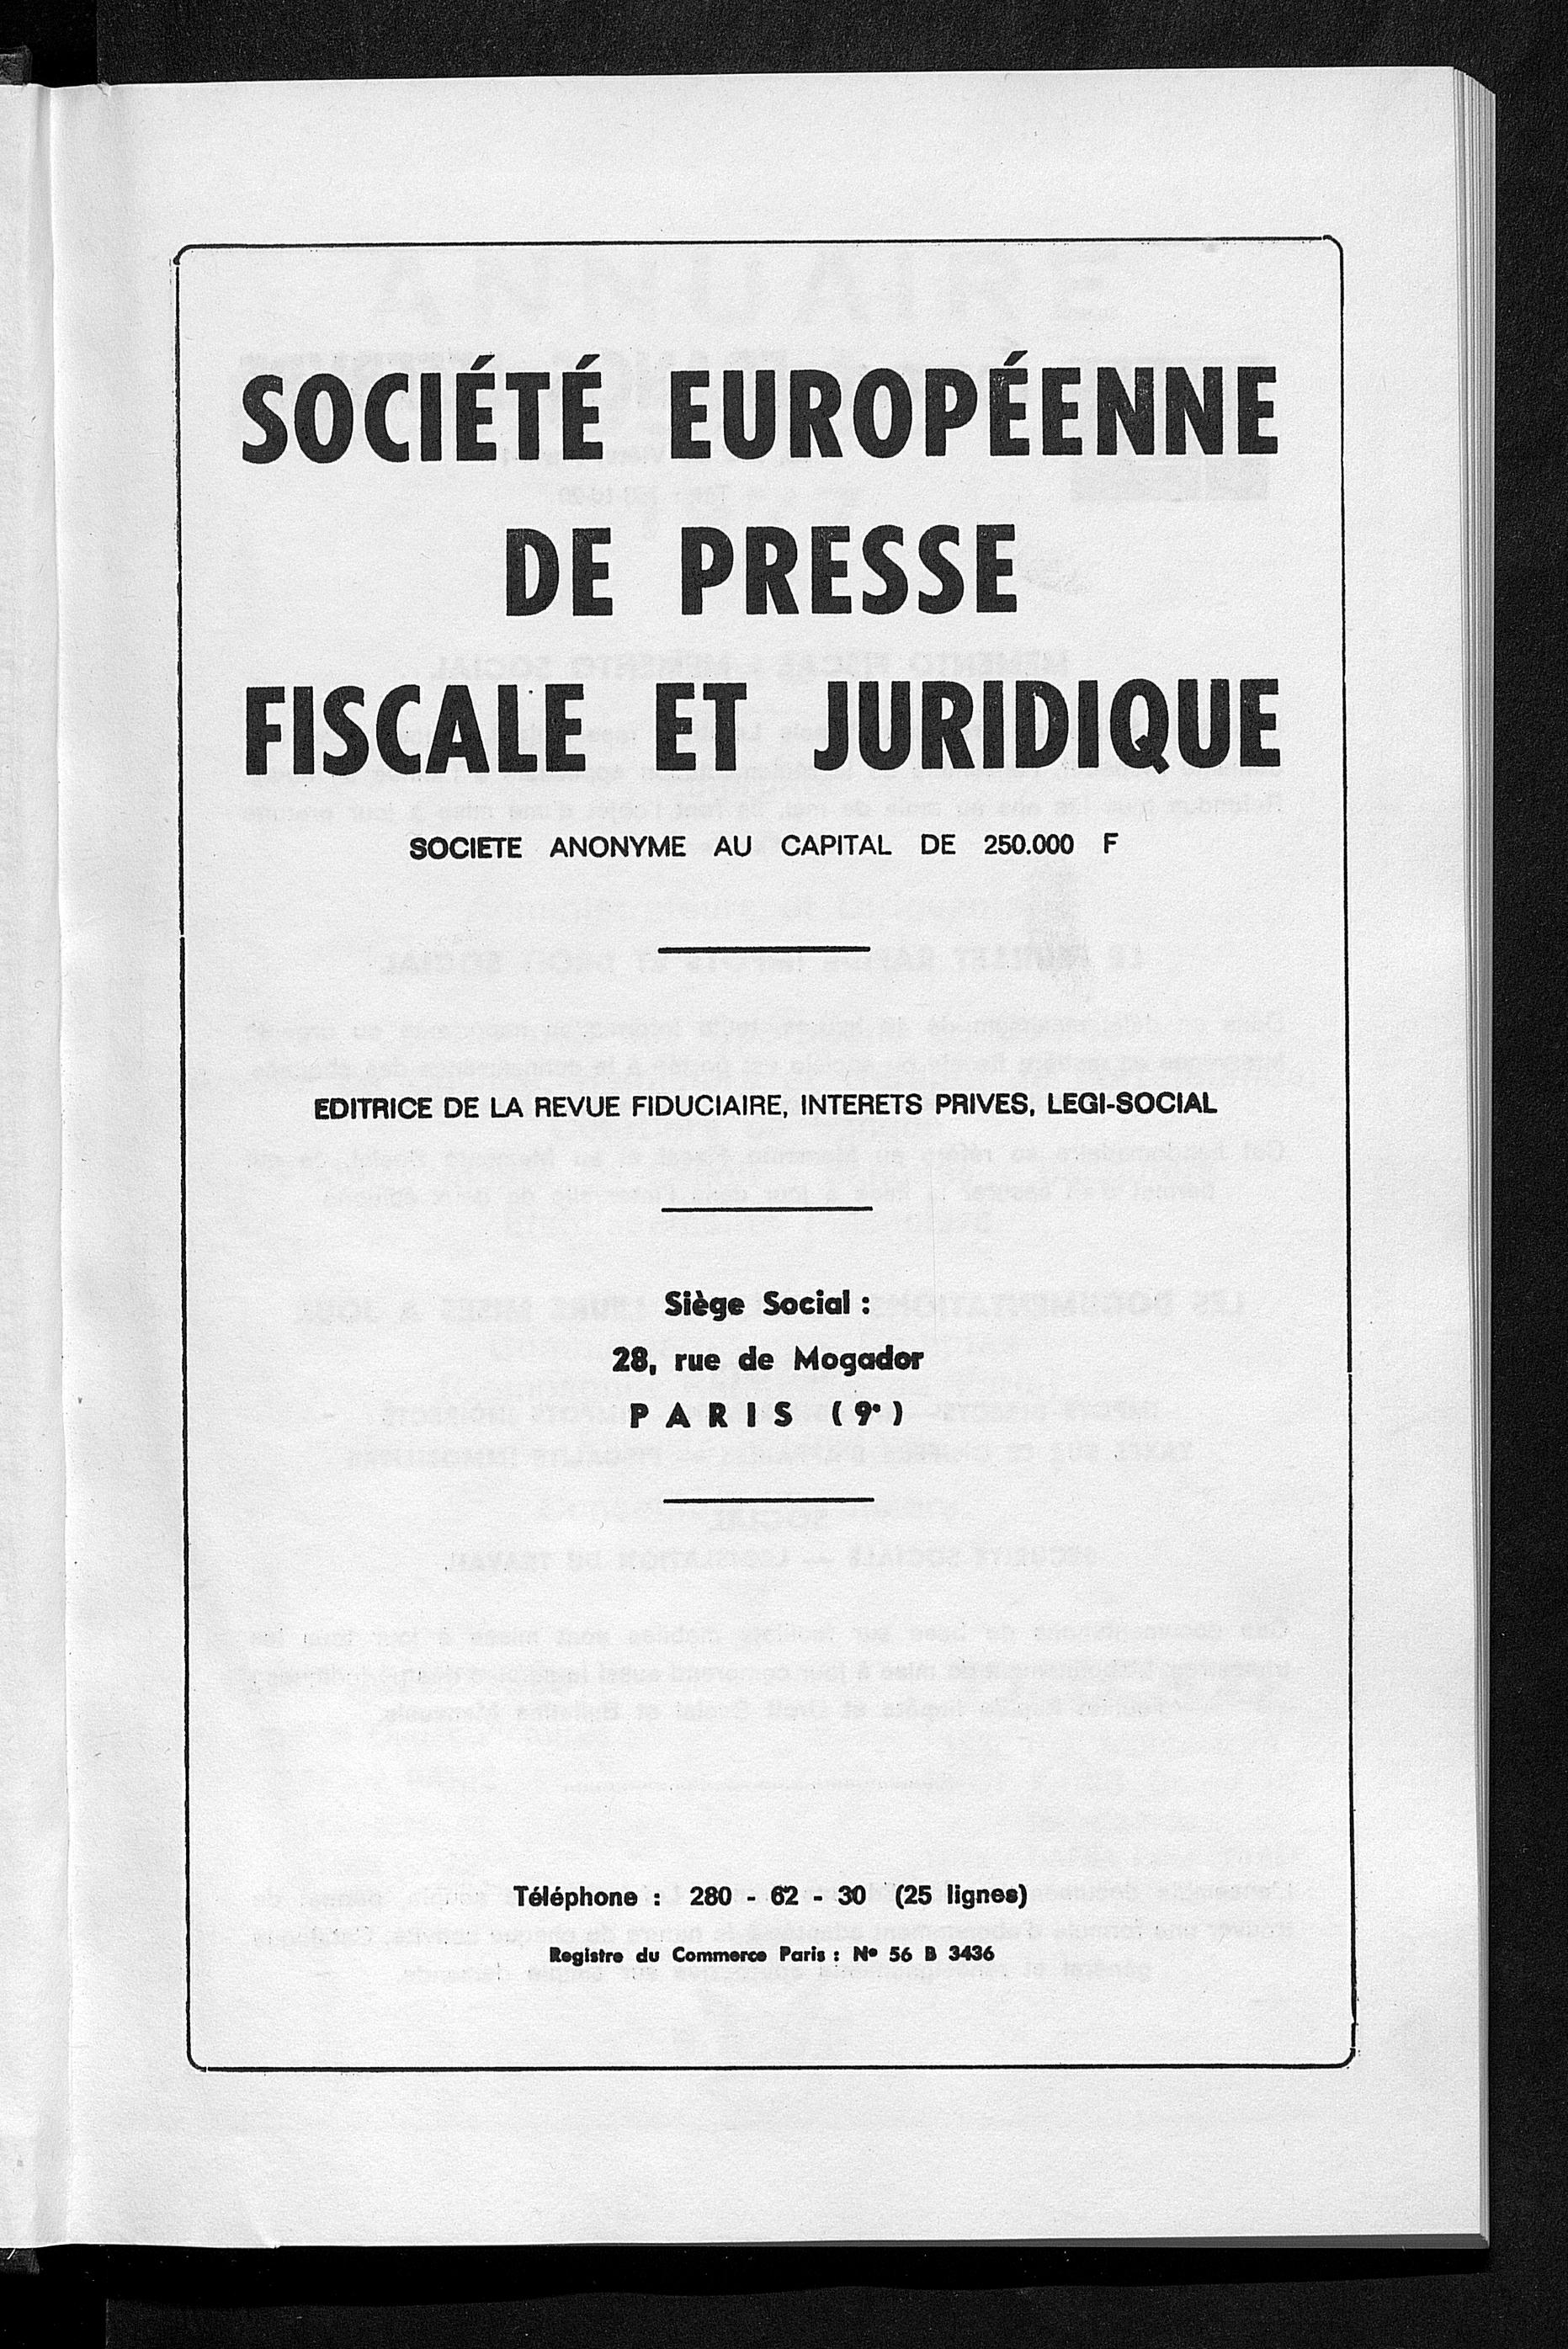 SOCIÉTÉ EUROPÉENNE
DE PRESSE
FISCALE ET JURIDIQUE
SOCIETE ANONYME AU CAPITAL DE 250.000 F
EDITRICE DE LA REVUE FIDUCIAIRE, INTERETS PRIVES, LEGI-SOCIAL
Siège Social :
28, rue de Mogador
PARIS (9e)
Téléphone : 280 - 62 - 30 (25 lignes)
Registre du Commerce Paris : No 56 B 3436